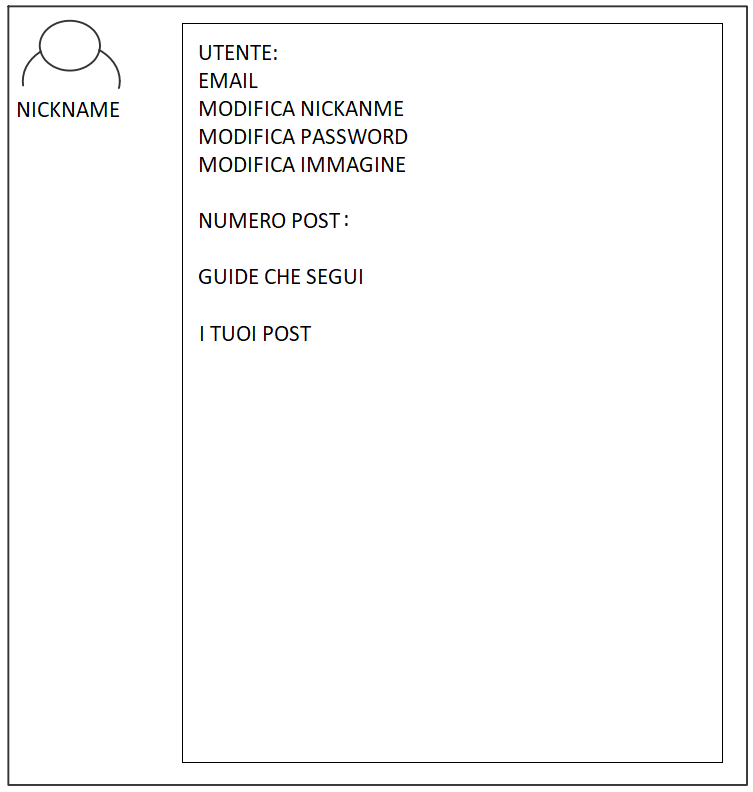 NICKNAME
UTENTE:
EMAIL
MODIFICA NICKANME
MODIFICA PASSWORD
MODIFICA IMMAGINE
NUMERO POST:
GUIDE CHE SEGUI
I TUOI POST